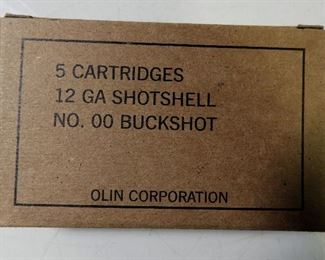 5 CARTRIDGES
12 GA SHOTSHELL
NO. 00 BUCKSHOT
OLIN CORPORATION